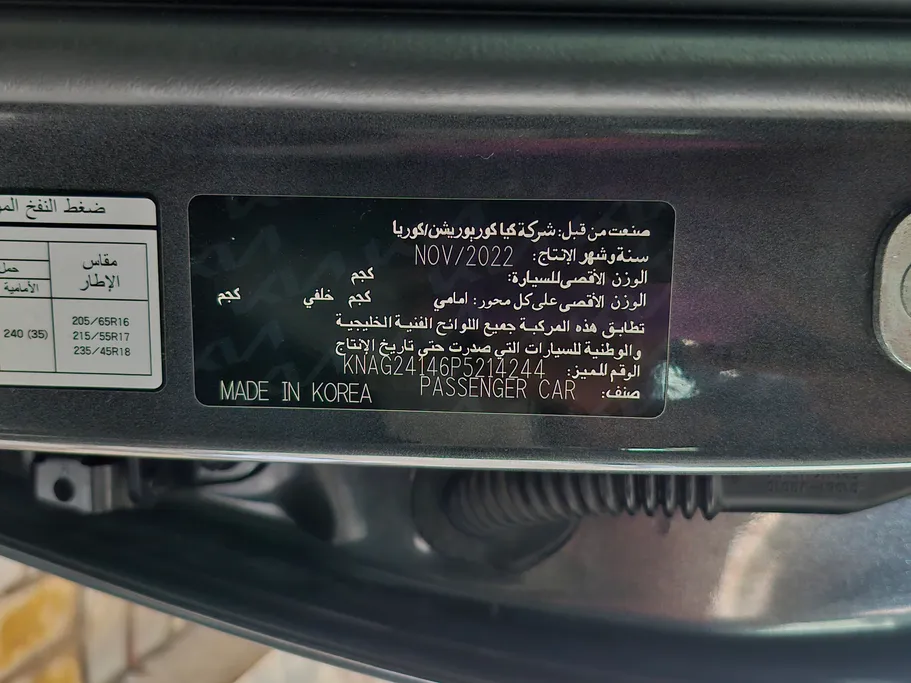 ضغط النفخ
مقاس الإطار
حمل
الأمامية
205/65R16
215/55R17
235/45R18
240 (35)
صنعت من قبل: شركة كيا كوربوريشن/كوريا
سنة وشهر الإنتاج: NOV/2022
الوزن الأقصى للسيارة: كجم
الوزن الأقصى على كل محور: أمامي كجم خلفي كجم
تطابق هذه المركبة جميع اللوائح الفنية الخليجية
والوطنية للسيارات التي صدرت حتى تاريخ الإنتاج
الرقم المميز: KNAG24146P5214244
صنف: PASSENGER CAR MADE IN KOREA